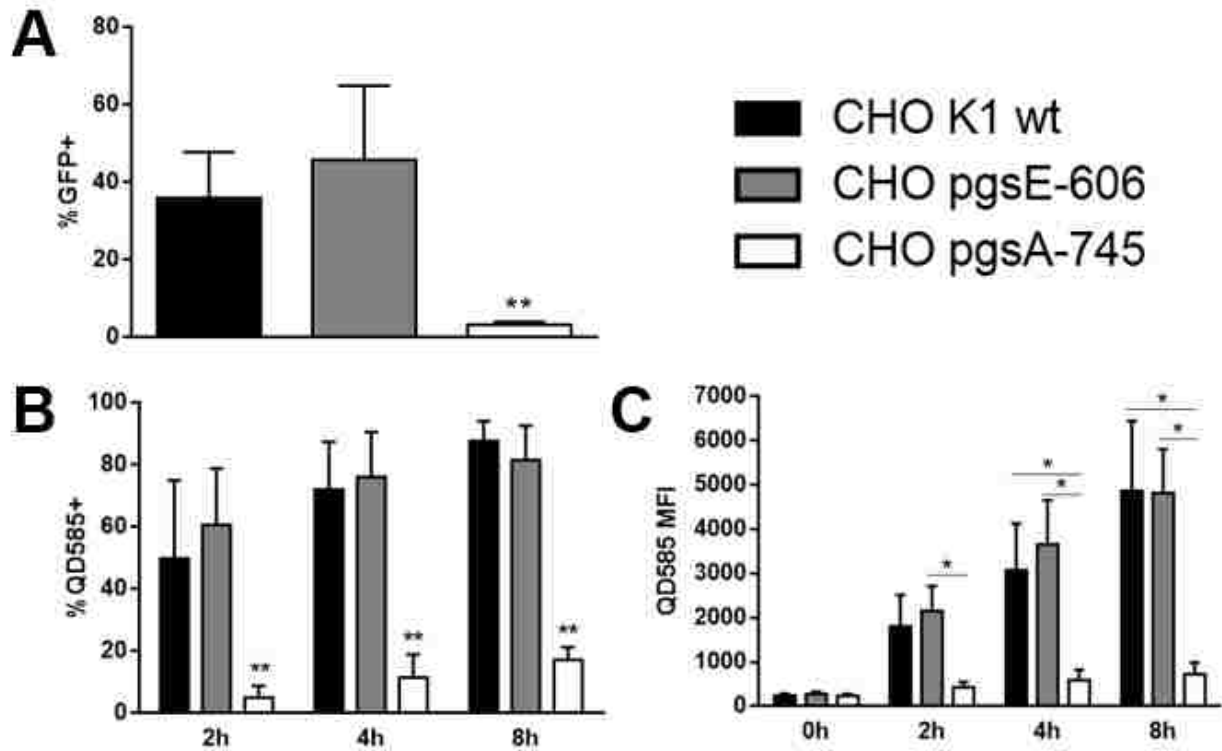 A
80
60
40
20
0
% GFP+
**
CHO K1 wt
CHO pgsE-606
CHO pgsA-745
B
100
80
60
40
20
0
% QD585+
**
**
**
2h
4h
8h
C
7000
6000
5000
4000
3000
2000
1000
0
QD585 MFI
*
*
*
*
*
0h
2h
4h
8h